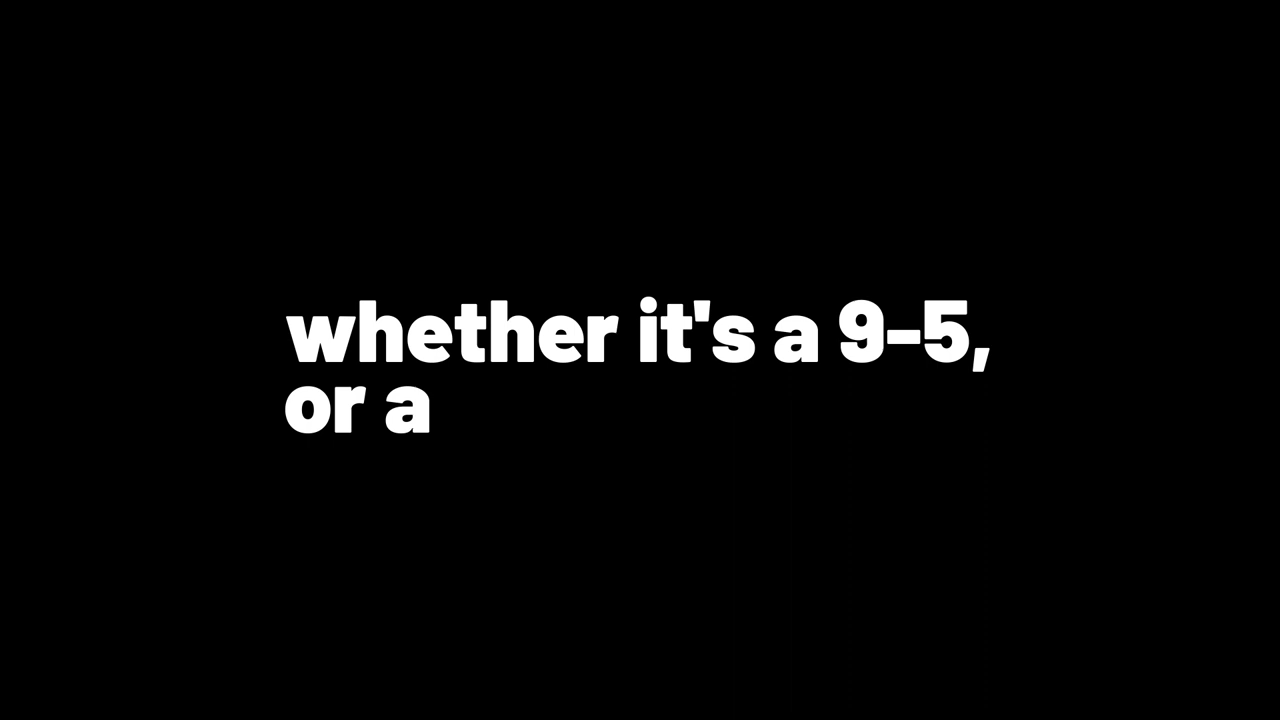 whether it's a 9-5,
or a